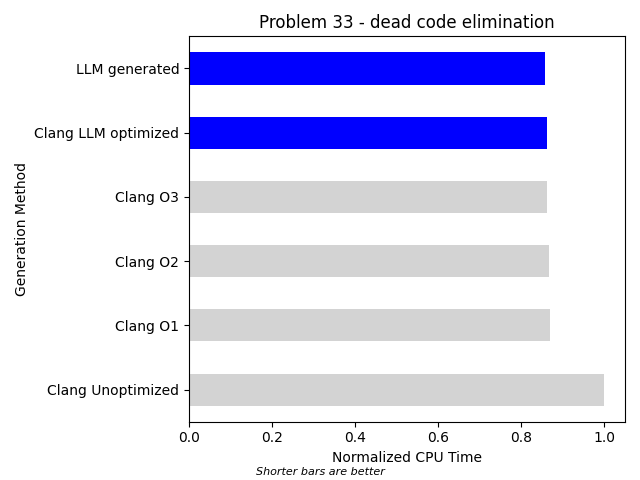 Problem 33 - dead code elimination
LLM generated
Clang LLM optimized
Clang O3
Clang O2
Clang O1
Clang Unoptimized
Generation Method
0.0 0.2 0.4 0.6 0.8 1.0
Normalized CPU Time
Shorter bars are better